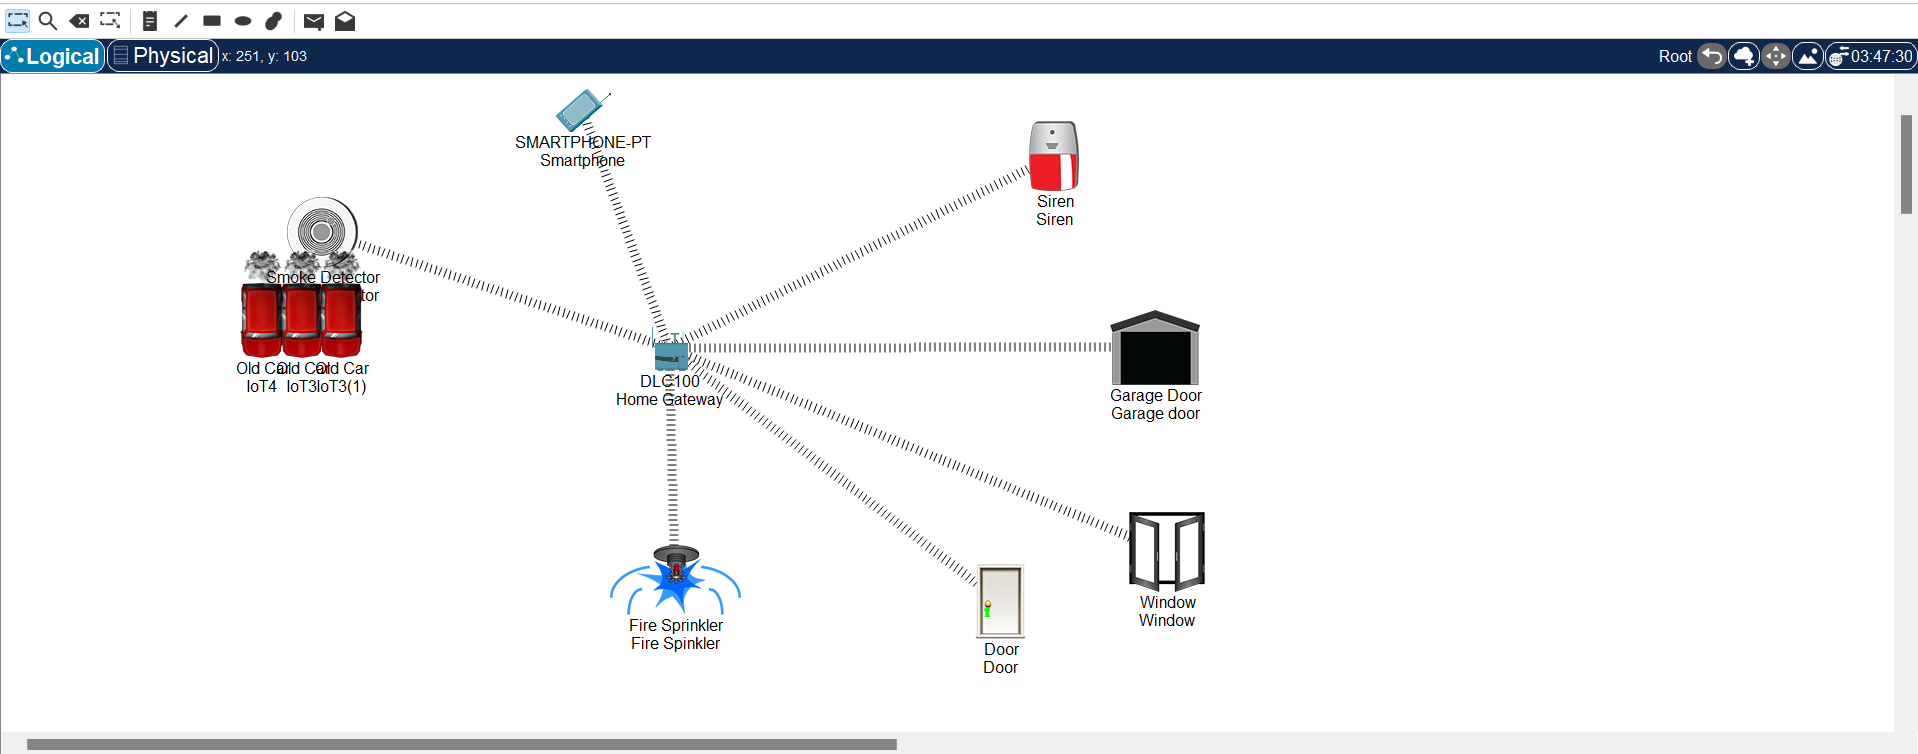 Logical
Physical
x: 251, y: 103
Root
03:47:30
SMARTPHONE-PT
Smartphone
Siren
Siren
Smoke Detector
tor
Old Car
Old Car
Old Car
IoT4
IoT3
IoT3(1)
DLC100
Home Gateway
Garage Door
Garage door
Window
Window
Fire Sprinkler
Fire Spinkler
Door
Door